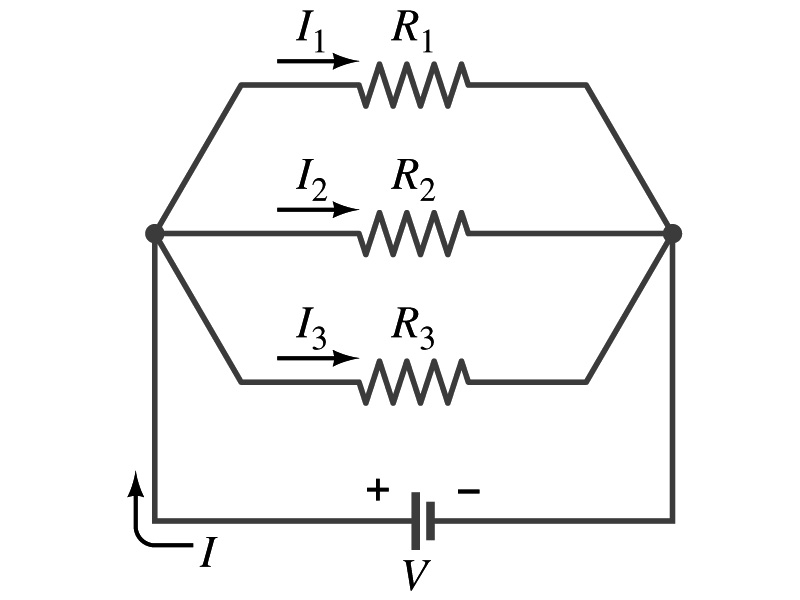 I₁ R₁
I₂ R₂
I₃ R₃
+ −
I
V